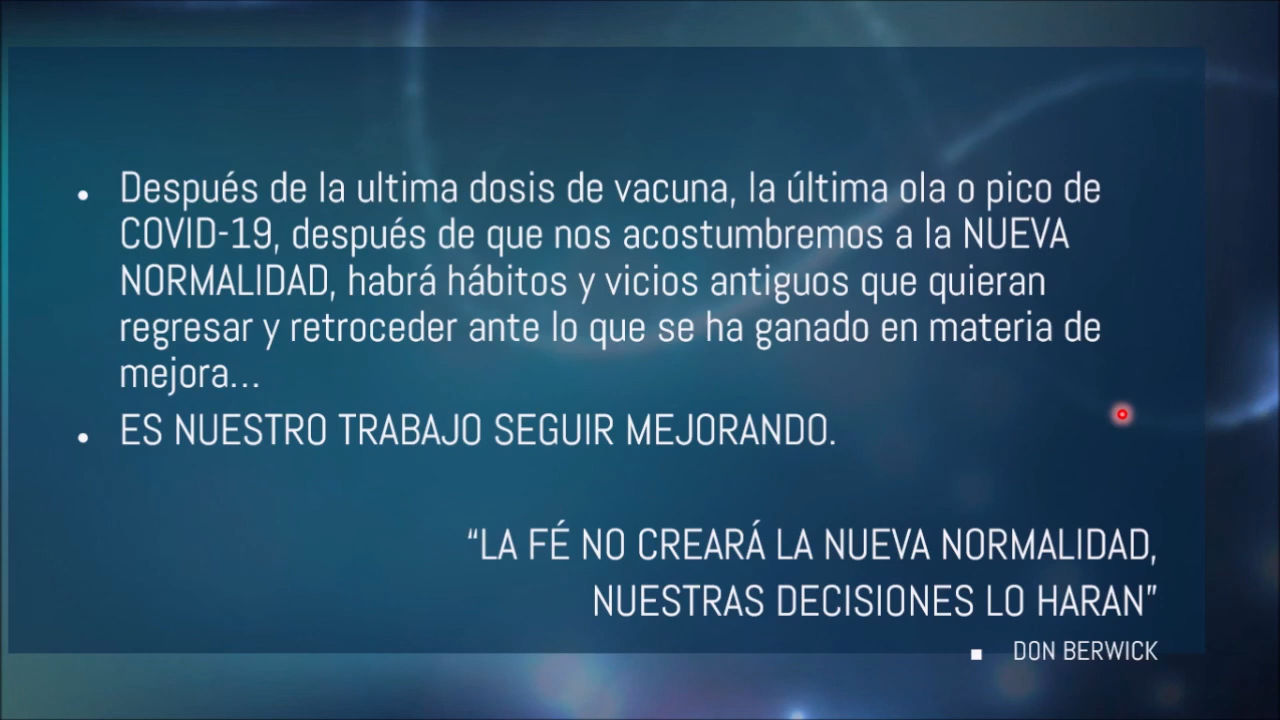 • Después de la ultima dosis de vacuna, la última ola o pico de
COVID-19, después de que nos acostumbremos a la NUEVA
NORMALIDAD, habrá hábitos y vicios antiguos que quieran
regresar y retroceder ante lo que se ha ganado en materia de
mejora...
• ES NUESTRO TRABAJO SEGUIR MEJORANDO.
“LA FÉ NO CREARÁ LA NUEVA NORMALIDAD,
NUESTRAS DECISIONES LO HARAN”
▪ DON BERWICK